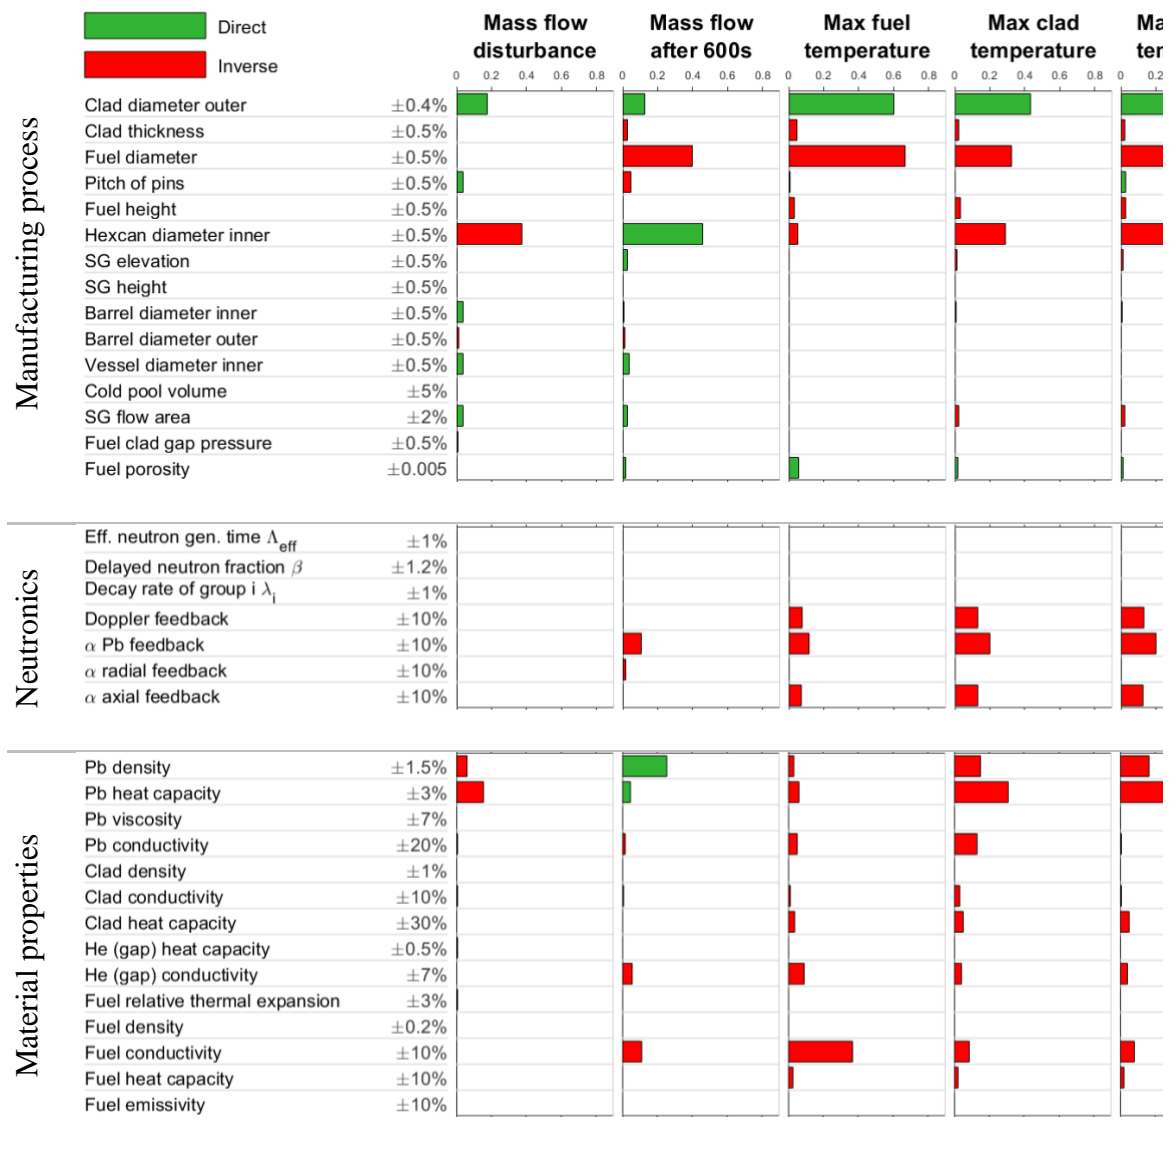 Direct
Inverse
Mass flow disturbance
Mass flow after 600s
Max fuel temperature
Max clad temperature
Ma
ter
0 0.2 0.4 0.6 0.8 0 0.2 0.4 0.6 0.8 0 0.2 0.4 0.6 0.8 0 0.2 0.4 0.6 0.8 0 0.2
Manufacturing process
Clad diameter outer ±0.4%
Clad thickness ±0.5%
Fuel diameter ±0.5%
Pitch of pins ±0.5%
Fuel height ±0.5%
Hexcan diameter inner ±0.5%
SG elevation ±0.5%
SG height ±0.5%
Barrel diameter inner ±0.5%
Barrel diameter outer ±0.5%
Vessel diameter inner ±0.5%
Cold pool volume ±5%
SG flow area ±2%
Fuel clad gap pressure ±0.5%
Fuel porosity ±0.005
Neutronics
Eff. neutron gen. time Λeff ±1%
Delayed neutron fraction β ±1.2%
Decay rate of group i λi ±1%
Doppler feedback ±10%
α Pb feedback ±10%
α radial feedback ±10%
α axial feedback ±10%
Material properties
Pb density ±1.5%
Pb heat capacity ±3%
Pb viscosity ±7%
Pb conductivity ±20%
Clad density ±1%
Clad conductivity ±10%
Clad heat capacity ±30%
He (gap) heat capacity ±0.5%
He (gap) conductivity ±7%
Fuel relative thermal expansion ±3%
Fuel density ±0.2%
Fuel conductivity ±10%
Fuel heat capacity ±10%
Fuel emissivity ±10%